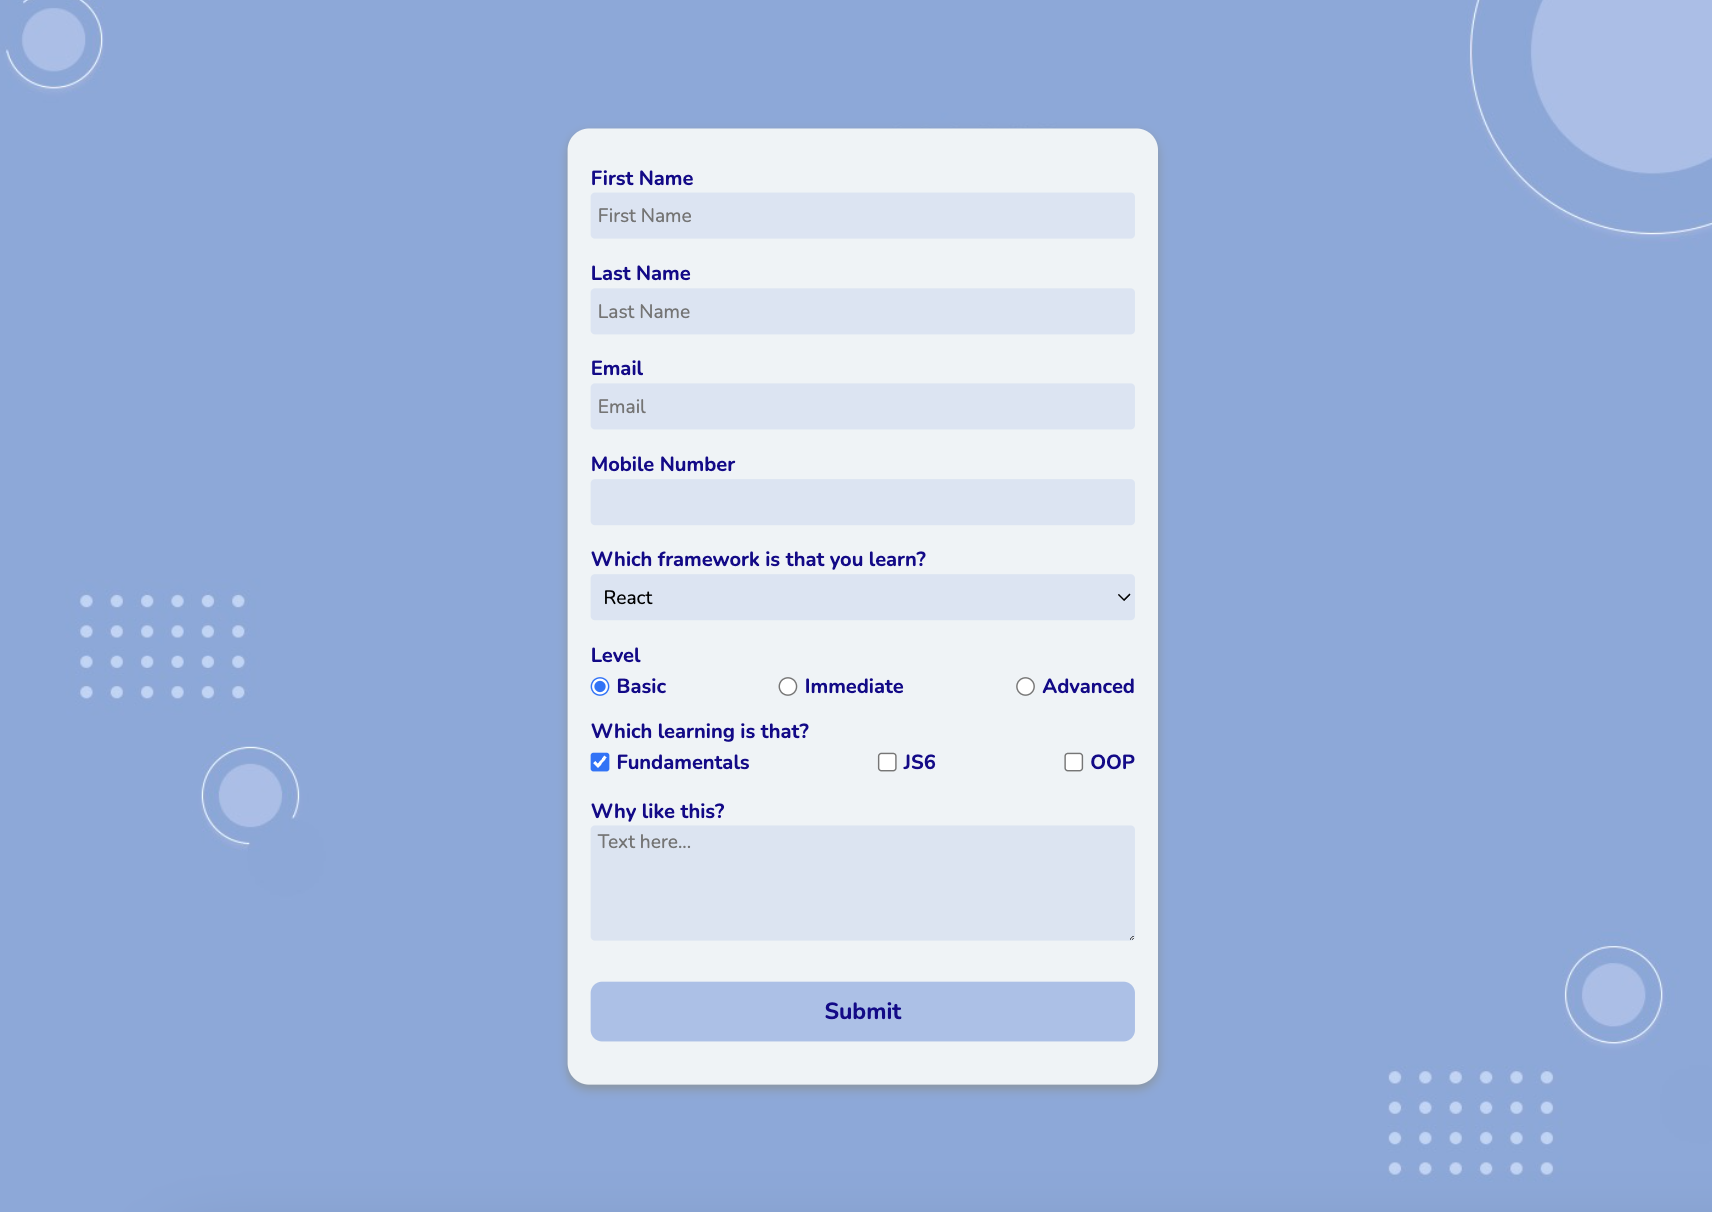 First Name
First Name
Last Name
Last Name
Email
Email
Mobile Number
Which framework is that you learn?
React
Level
Basic Immediate Advanced
Which learning is that?
Fundamentals JS6 OOP
Why like this?
Text here...
Submit